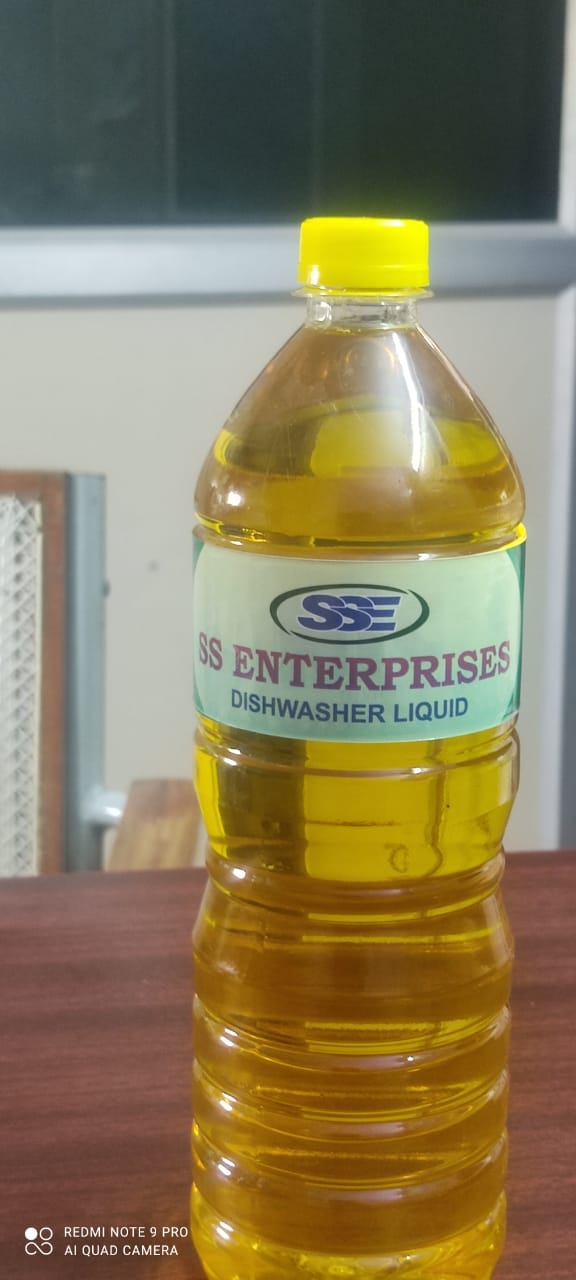 SSE
SS ENTERPRISES
DISHWASHER LIQUID
REDMI NOTE 9 PRO
AI QUAD CAMERA